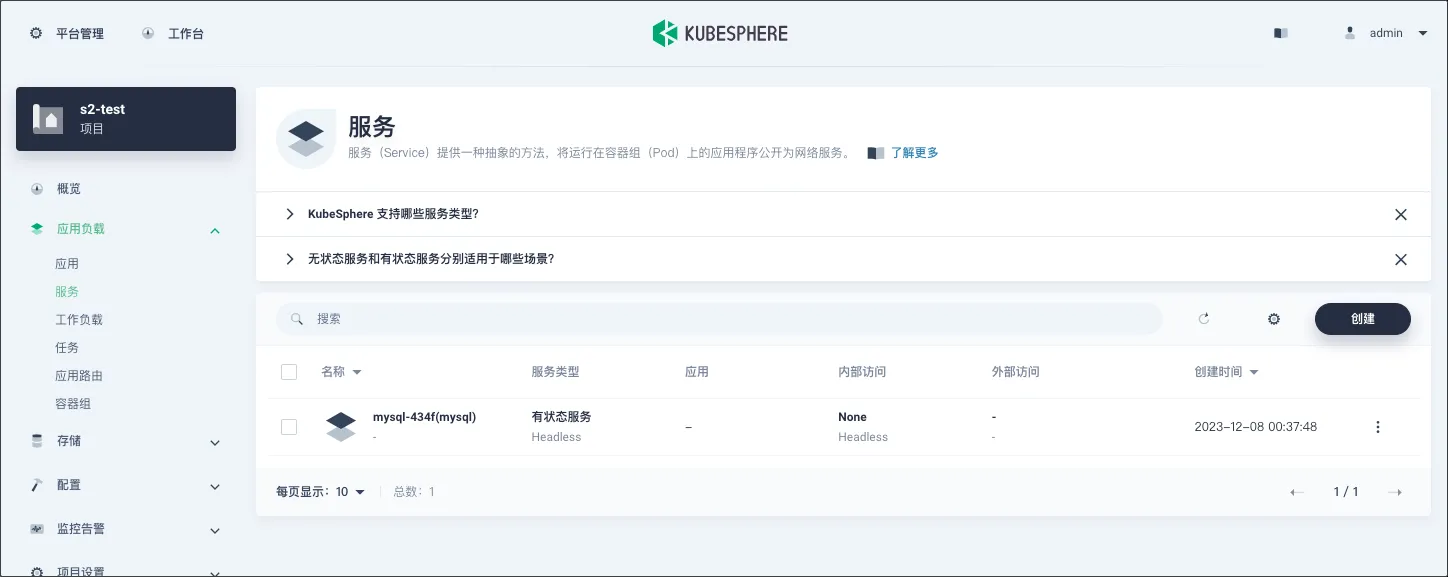 平台管理 工作台 KUBESPHERE admin
s2-test
项目
概览
应用负载
应用
服务
工作负载
任务
应用路由
容器组
存储
配置
监控告警
项目设置
服务
服务（Service）提供一种抽象的方法，将运行在容器组（Pod）上的应用程序公开为网络服务。 了解更多
KubeSphere 支持哪些服务类型？
无状态服务和有状态服务分别适用于哪些场景？
搜索 创建
名称 服务类型 应用 内部访问 外部访问 创建时间
mysql-434f(mysql) 有状态服务 – None - 2023-12-08 00:37:48
- Headless Headless -
每页显示：10 总数：1 1 / 1